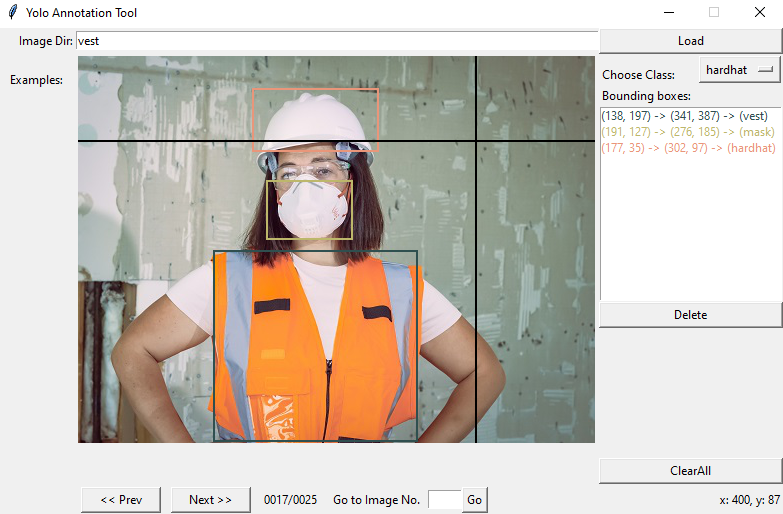 Yolo Annotation Tool
Image Dir: vest
Load
Examples:
Choose Class: hardhat
Bounding boxes:
(138, 197) -> (341, 387) -> (vest)
(191, 127) -> (276, 185) -> (mask)
(177, 35) -> (302, 97) -> (hardhat)
Delete
ClearAll
<< Prev Next >> 0017/0025 Go to Image No. Go x: 400, y: 87